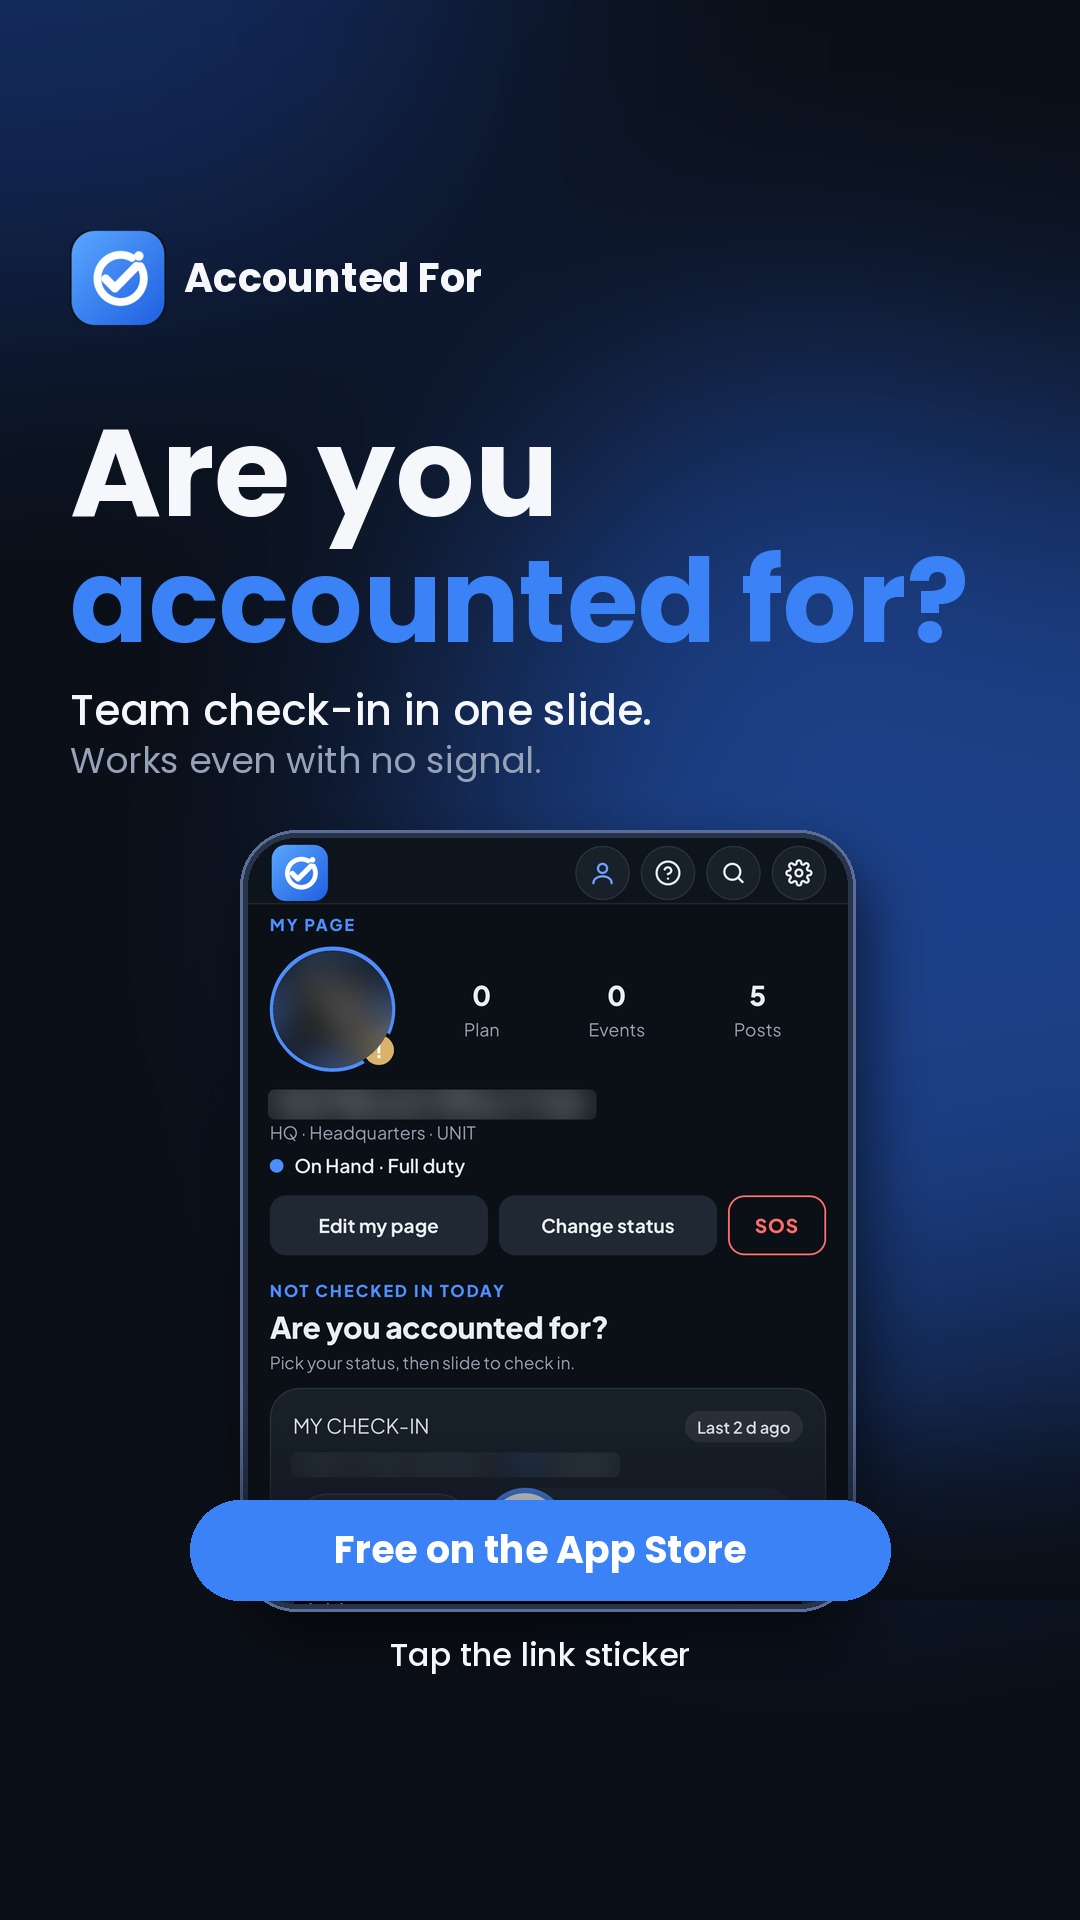 Accounted For
Are you
accounted for?
Team check-in in one slide.
Works even with no signal.
MY PAGE
0 0 5
Plan Events Posts
HQ · Headquarters · UNIT
On Hand · Full duty
Edit my page Change status SOS
NOT CHECKED IN TODAY
Are you accounted for?
Pick your status, then slide to check in.
MY CHECK-IN Last 2 d ago
Free on the App Store
Tap the link sticker